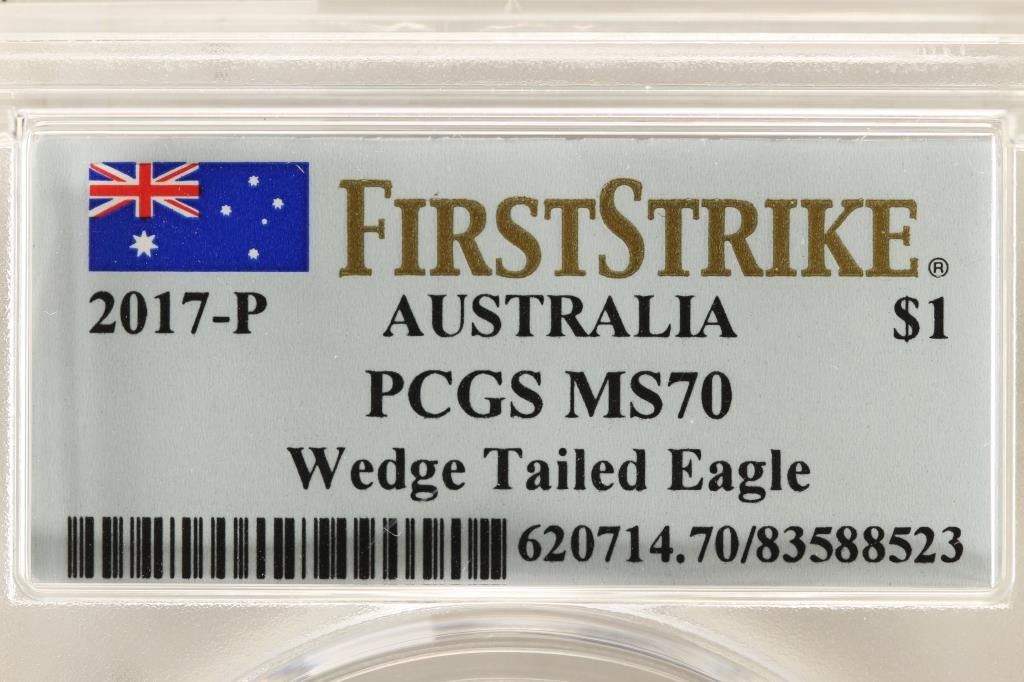 FIRSTSTRIKE®
2017-P AUSTRALIA $1
PCGS MS70
Wedge Tailed Eagle
620714.70/83588523